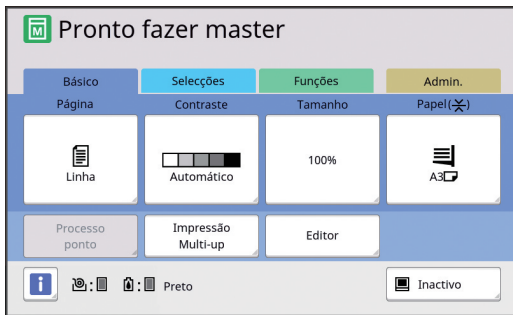 M Pronto fazer master
Básico Selecções Funções Admin.
Página Contraste Tamanho Papel(⚹)
Linha Automático 100% A3
Processo ponto
Impressão Multi-up
Editor
i : : Preto Inactivo